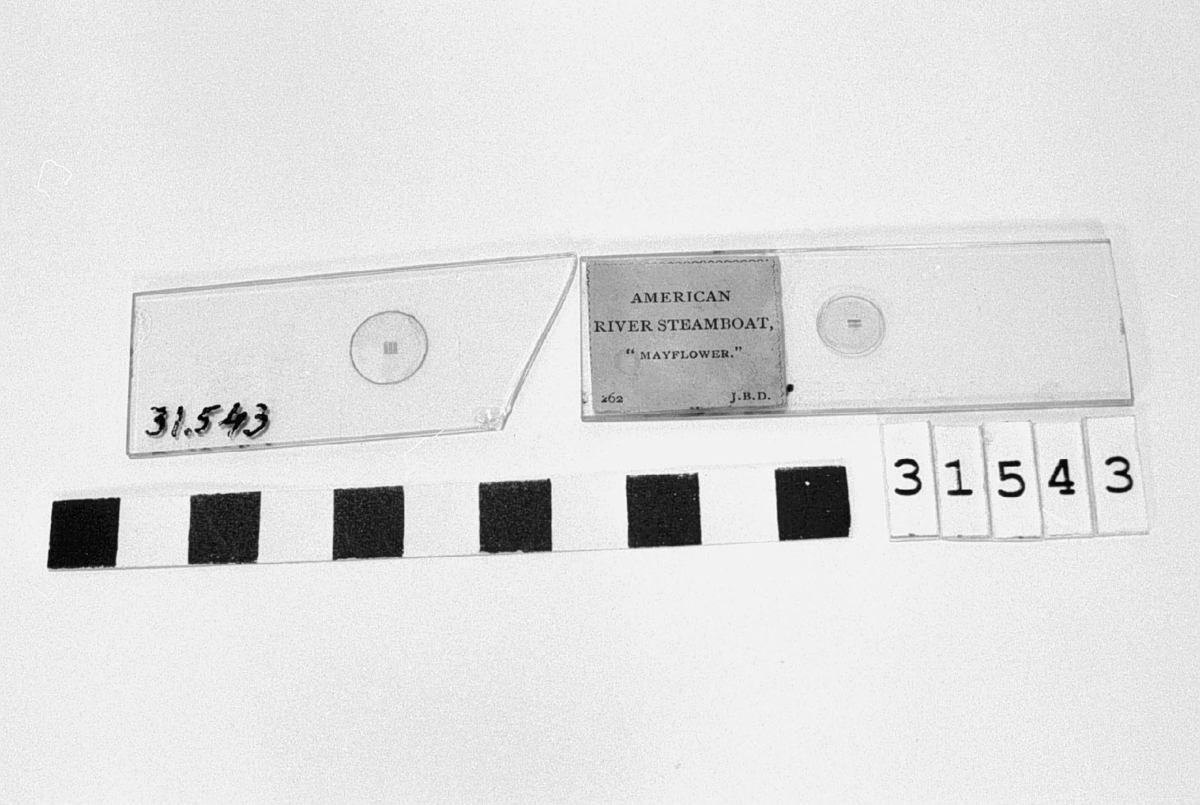 AMERICAN
RIVER STEAMBOAT,
“ MAYFLOWER.”
262 J.B.D.
31.543
31543